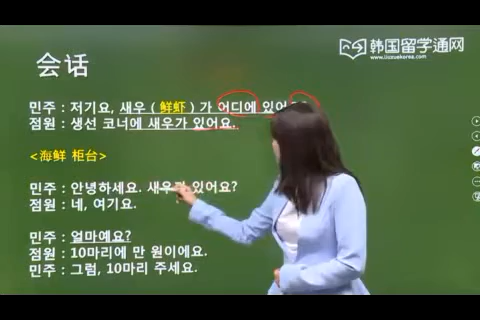 韩国留学通网
www.liuxuekorea.com
会话
민주 : 저기요, 새우 ( 鲜虾 ) 가 어디에 있어
점원 : 생선 코너에 새우가 있어요.
<海鲜 柜台>
민주 : 안녕하세요. 새우가 있어요?
점원 : 네, 여기요.
민주 : 얼마예요?
점원 : 10마리에 만 원이에요.
민주 : 그럼, 10마리 주세요.